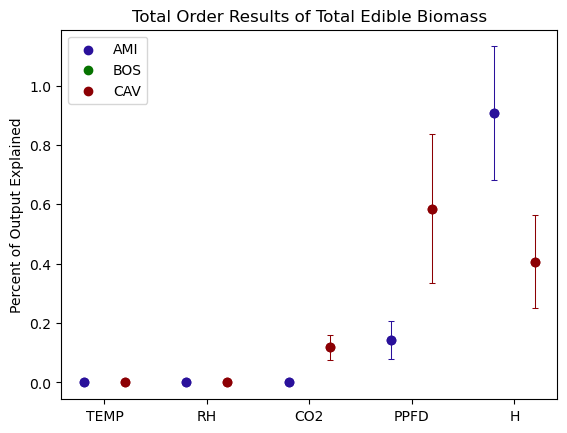 Total Order Results of Total Edible Biomass
AMI
BOS
CAV
Percent of Output Explained
1.0
0.8
0.6
0.4
0.2
0.0
TEMP RH CO2 PPFD H